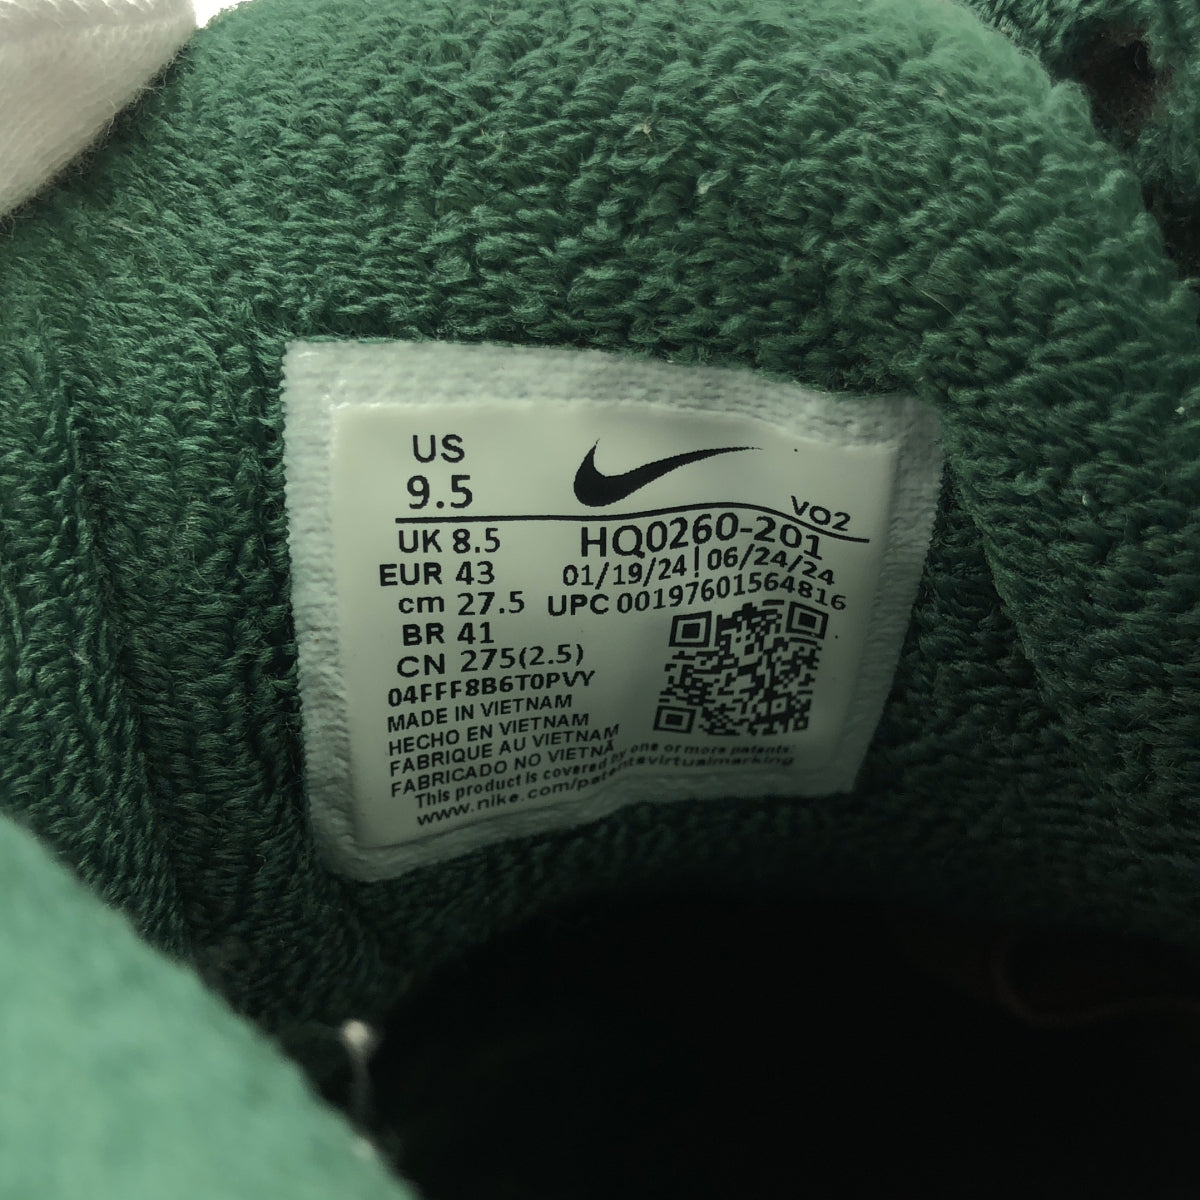 US
9.5
VO2
UK 8.5
HQ0260-201
EUR 43
01/19/24 | 06/24/24
cm 27.5
UPC 00197601564816
BR 41
CN 275(2.5)
04FFF8B6T0PVY
MADE IN VIETNAM
HECHO EN VIETNAM
FABRIQUE AU VIETNAM
FABRICADO NO VIETNÃ
This product is covered by one or more patents:
www.nike.com/patentsvirtualmarking